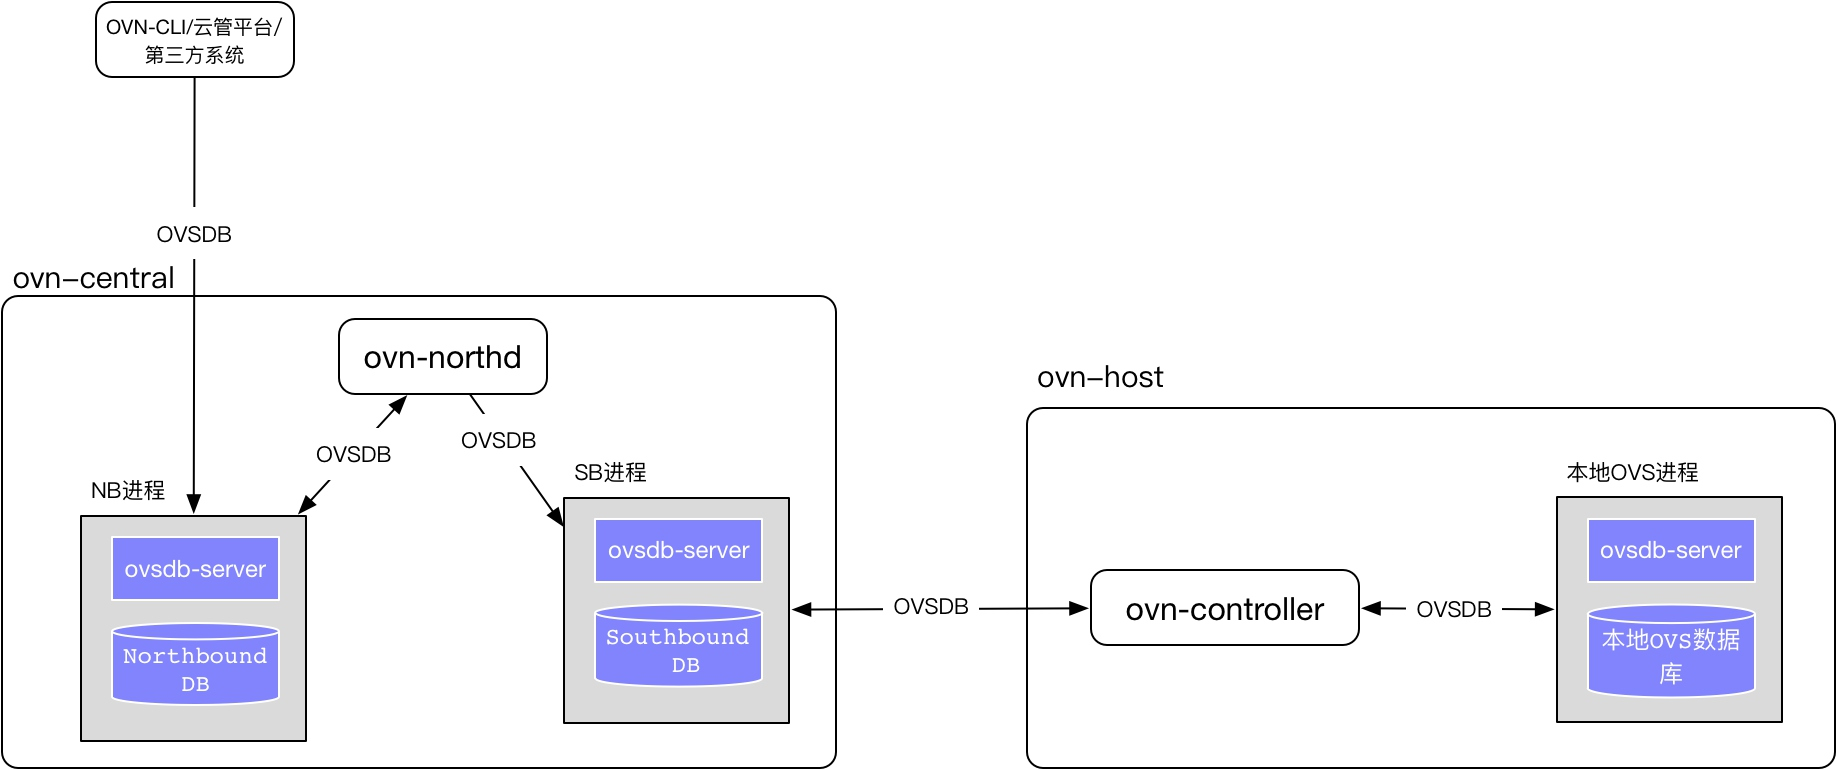 OVN-CLI/云管平台/
第三方系统
OVSDB
ovn-central
ovn-northd
OVSDB
OVSDB
NB进程
ovsdb-server
Northbound
DB
SB进程
ovsdb-server
Southbound
DB
OVSDB
ovn-host
ovn-controller
OVSDB
本地OVS进程
ovsdb-server
本地ovs数据
库